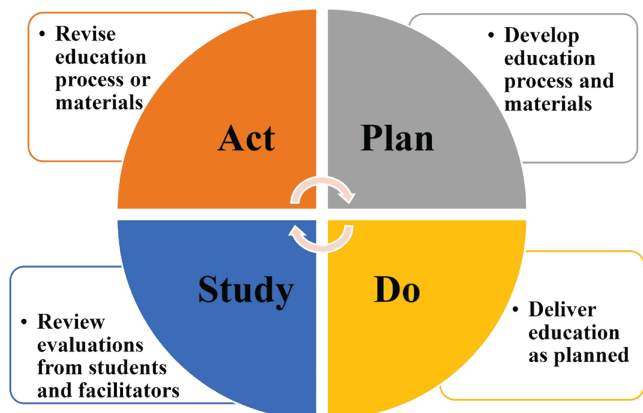 • Revise
education
process or
materials
Act
Plan
• Develop
education
process and
materials
Study
• Review
evaluations
from students
and facilitators
Do
• Deliver
education
as planned